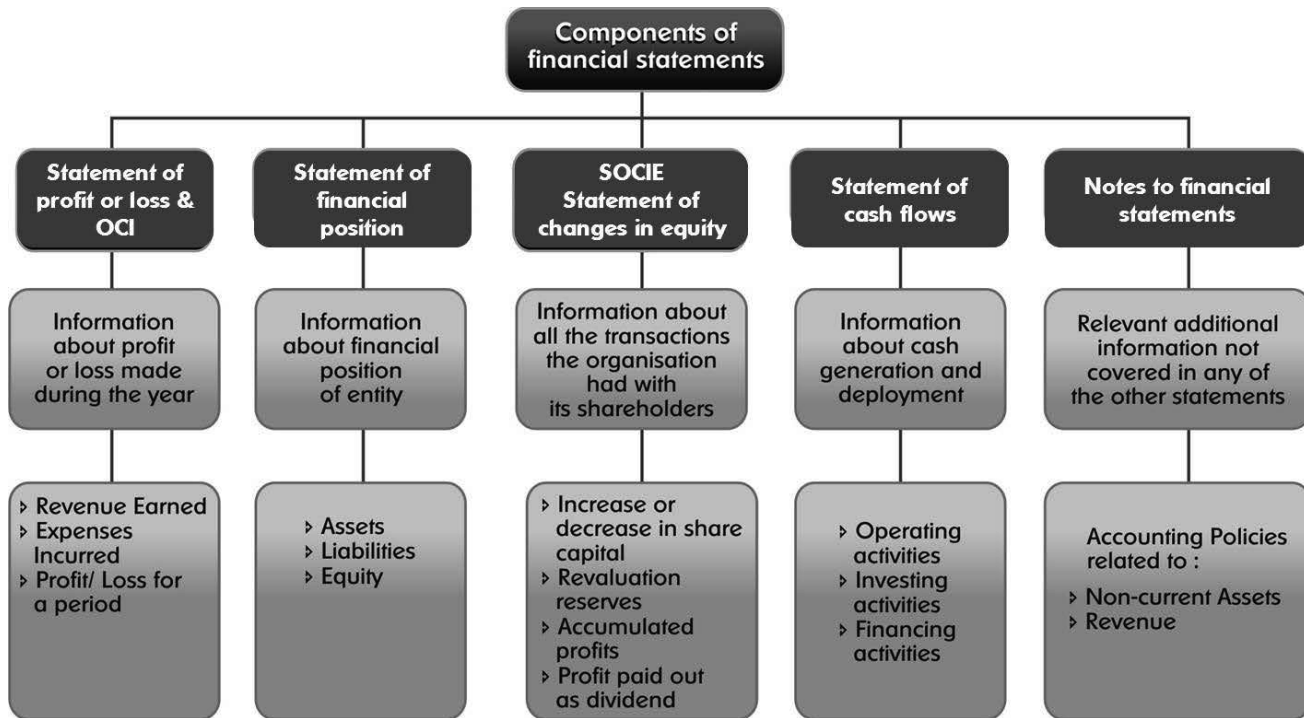 Components of
financial statements
Statement of
profit or loss &
OCI
Statement of
financial
position
SOCIE
Statement of
changes in equity
Statement of
cash flows
Notes to financial
statements
Information
about profit
or loss made
during the year
Information
about financial
position
of entity
Information about
all the transactions
the organisation
had with
its shareholders
Information
about cash
generation and
deployment
Relevant additional
information not
covered in any of
the other statements
Revenue Earned
Expenses
Incurred
Profit/ Loss for
a period
Assets
Liabilities
Equity
Increase or
decrease in share
capital
Revaluation
reserves
Accumulated
profits
Profit paid out
as dividend
Operating
activities
Investing
activities
Financing
activities
Accounting Policies
related to :
Non-current Assets
Revenue